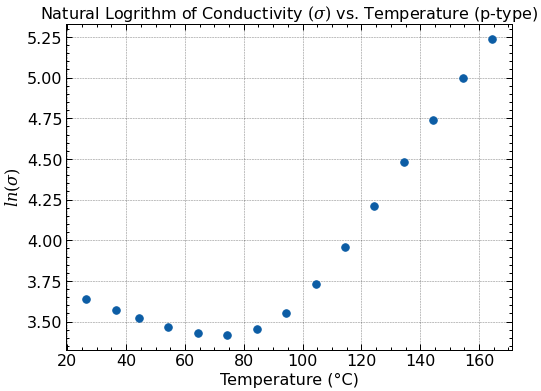 Natural Logrithm of Conductivity (σ) vs. Temperature (p-type)
5.25
5.00
4.75
4.50
4.25
4.00
3.75
3.50
ln(σ)
20 40 60 80 100 120 140 160
Temperature (°C)